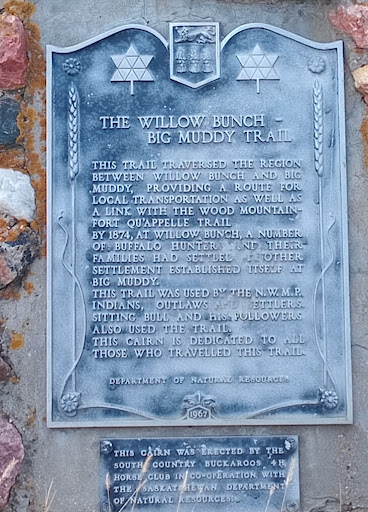 THE WILLOW BUNCH -
BIG MUDDY TRAIL
THIS TRAIL TRAVERSED THE REGION
BETWEEN WILLOW BUNCH AND BIG
MUDDY, PROVIDING A ROUTE FOR
LOCAL TRANSPORTATION AS WELL AS
A LINK WITH THE WOOD MOUNTAIN-
FORT QU'APPELLE TRAIL.
BY 1874, AT WILLOW BUNCH, A NUMBER
OF BUFFALO HUNTERS AND THEIR
FAMILIES HAD SETTLED. ANOTHER
SETTLEMENT ESTABLISHED ITSELF AT
BIG MUDDY.
THIS TRAIL WAS USED BY THE N.W.M.P.
INDIANS, OUTLAWS AND SETTLERS.
SITTING BULL AND HIS FOLLOWERS
ALSO USED THE TRAIL.
THIS CAIRN IS DEDICATED TO ALL
THOSE WHO TRAVELLED THIS TRAIL
DEPARTMENT OF NATURAL RESOURCES
1967
THIS CAIRN WAS ERECTED BY THE
SOUTH COUNTRY BUCKAROOS 4H
HORSE CLUB IN CO-OPERATION WITH
THE SASKATCHEWAN DEPARTMENT
OF NATURAL RESOURCES.